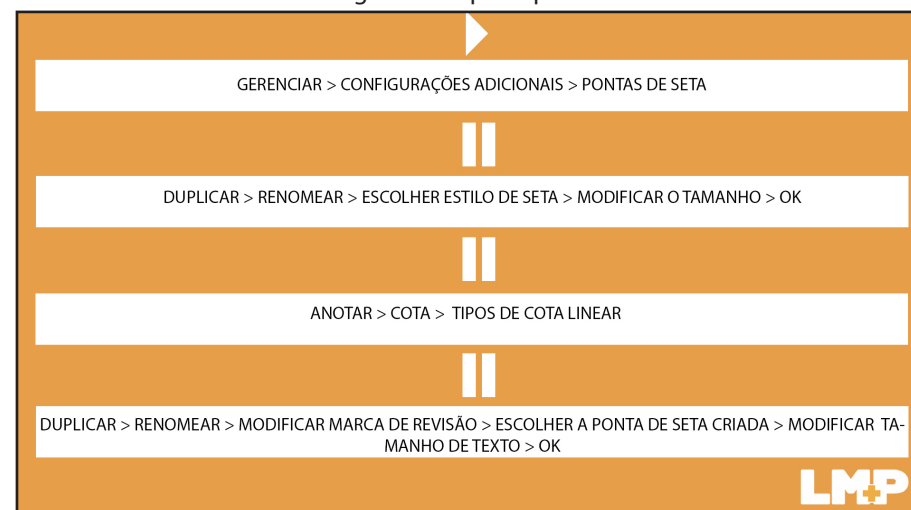 GERENCIAR > CONFIGURAÇÕES ADICIONAIS > PONTAS DE SETA
DUPLICAR > RENOMEAR > ESCOLHER ESTILO DE SETA > MODIFICAR O TAMANHO > OK
ANOTAR > COTA > TIPOS DE COTA LINEAR
DUPLICAR > RENOMEAR > MODIFICAR MARCA DE REVISÃO > ESCOLHER A PONTA DE SETA CRIADA > MODIFICAR TA-
MANHO DE TEXTO > OK
LMP